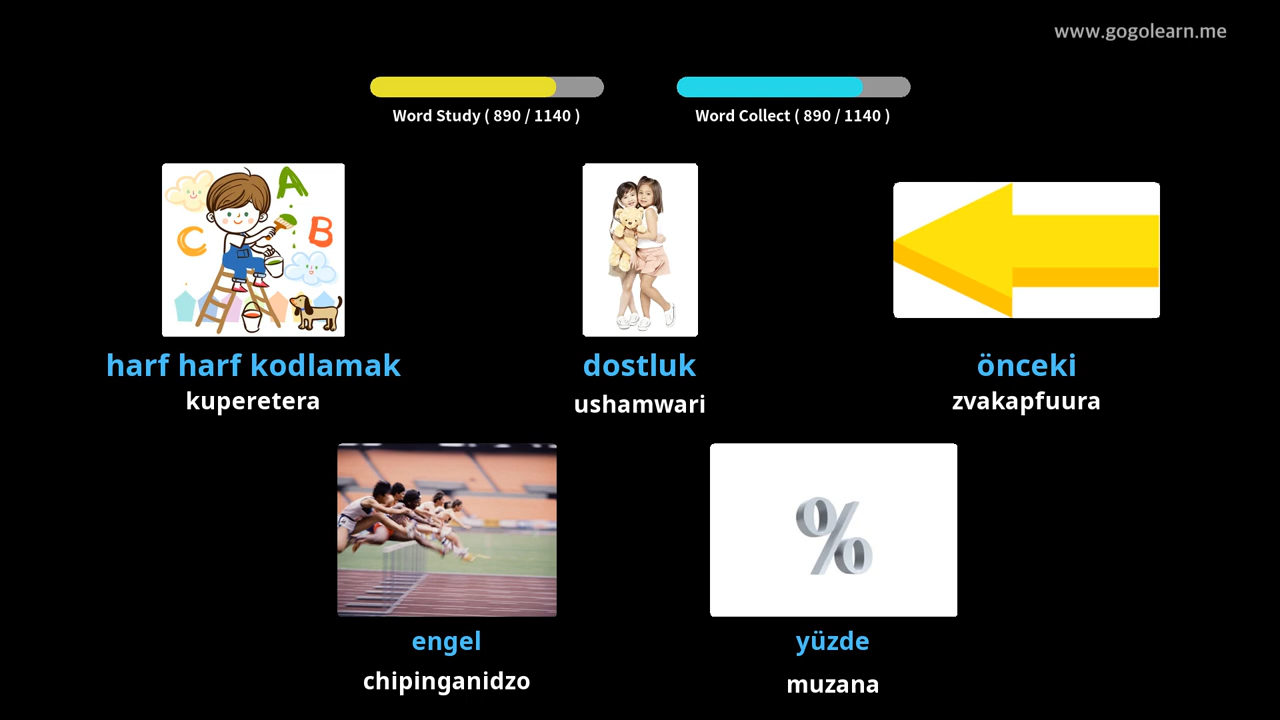 www.gogolearn.me
Word Study ( 890 / 1140 )
Word Collect ( 890 / 1140 )
A
B
C
harf harf kodlamak
kuperetera
dostluk
ushamwari
önceki
zvakapfuura
%
engel
chipinganidzo
yüzde
muzana